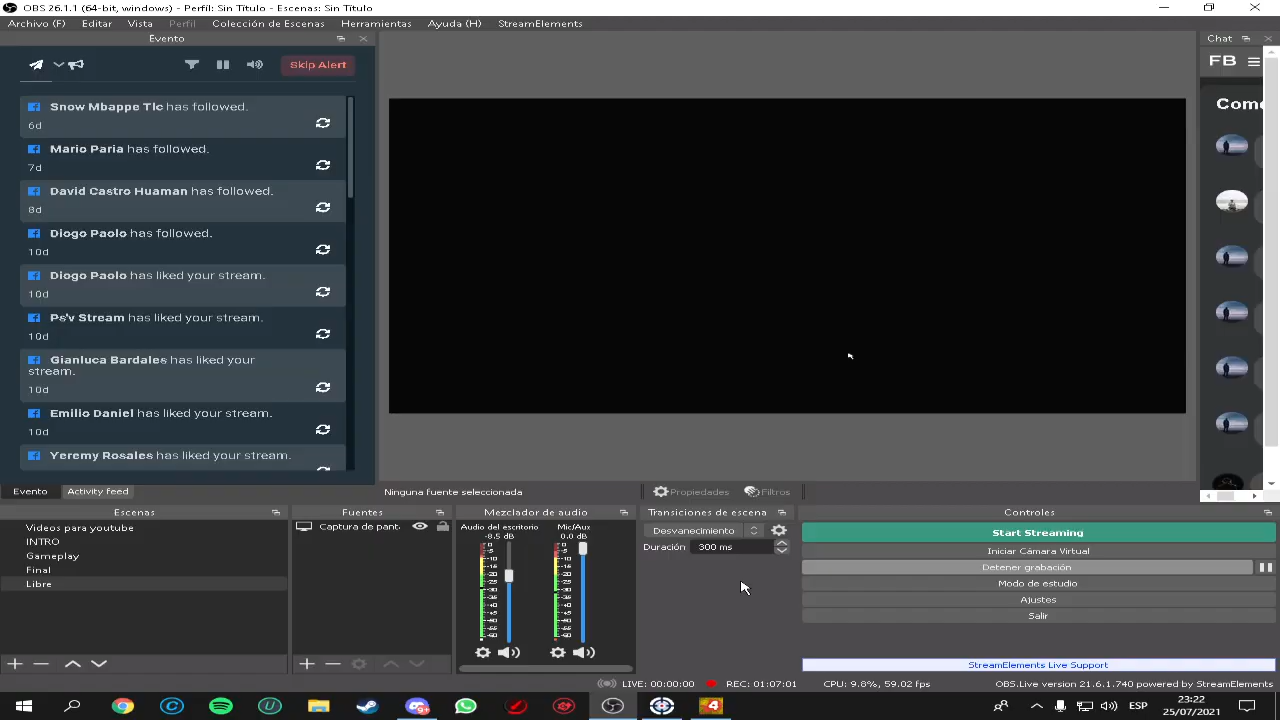 OBS 26.1.1 (64-bit, windows) - Perfil: Sin Título - Escenas: Sin Título
Archivo (F) Editar Vista Perfil Colección de Escenas Herramientas Ayuda (H) StreamElements
Evento
Chat
Skip Alert
FB
Snow Mbappe Tlc has followed.
6d
Mario Paria has followed.
7d
David Castro Huaman has followed.
8d
Diogo Paolo has followed.
10d
Diogo Paolo has liked your stream.
10d
Ps'v Stream has liked your stream.
10d
Gianluca Bardales has liked your
stream.
10d
Emilio Daniel has liked your stream.
10d
Yeremy Rosales has liked your stream.
Come
Evento Activity feed
Ninguna fuente seleccionada
Propiedades Filtros
Escenas
Videos para youtube
INTRO
Gameplay
Final
Libre
Fuentes
Captura de pant.
Mezclador de audio
Audio del escritorio Mic/Aux
-8.5 dB 0.0 dB
Transiciones de escena
Desvanecimiento
Duración 300 ms
Controles
Start Streaming
Iniciar Cámara Virtual
Detener grabación
Modo de estudio
Ajustes
Salir
StreamElements Live Support
LIVE: 00:00:00 REC: 01:07:01 CPU: 9.8%, 59.02 fps OBS.Live version 21.6.1.740 powered by StreamElements
ESP
23:22
25/07/2021